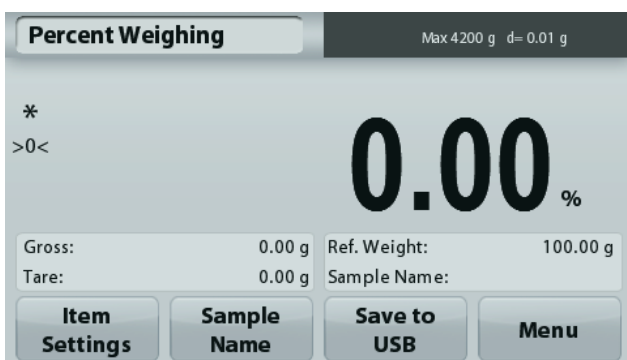 Percent Weighing
Max 4200 g d= 0.01 g
*
>0<
0.00 %
Gross: 0.00 g Ref. Weight: 100.00 g
Tare: 0.00 g Sample Name:
Item Settings
Sample Name
Save to USB
Menu